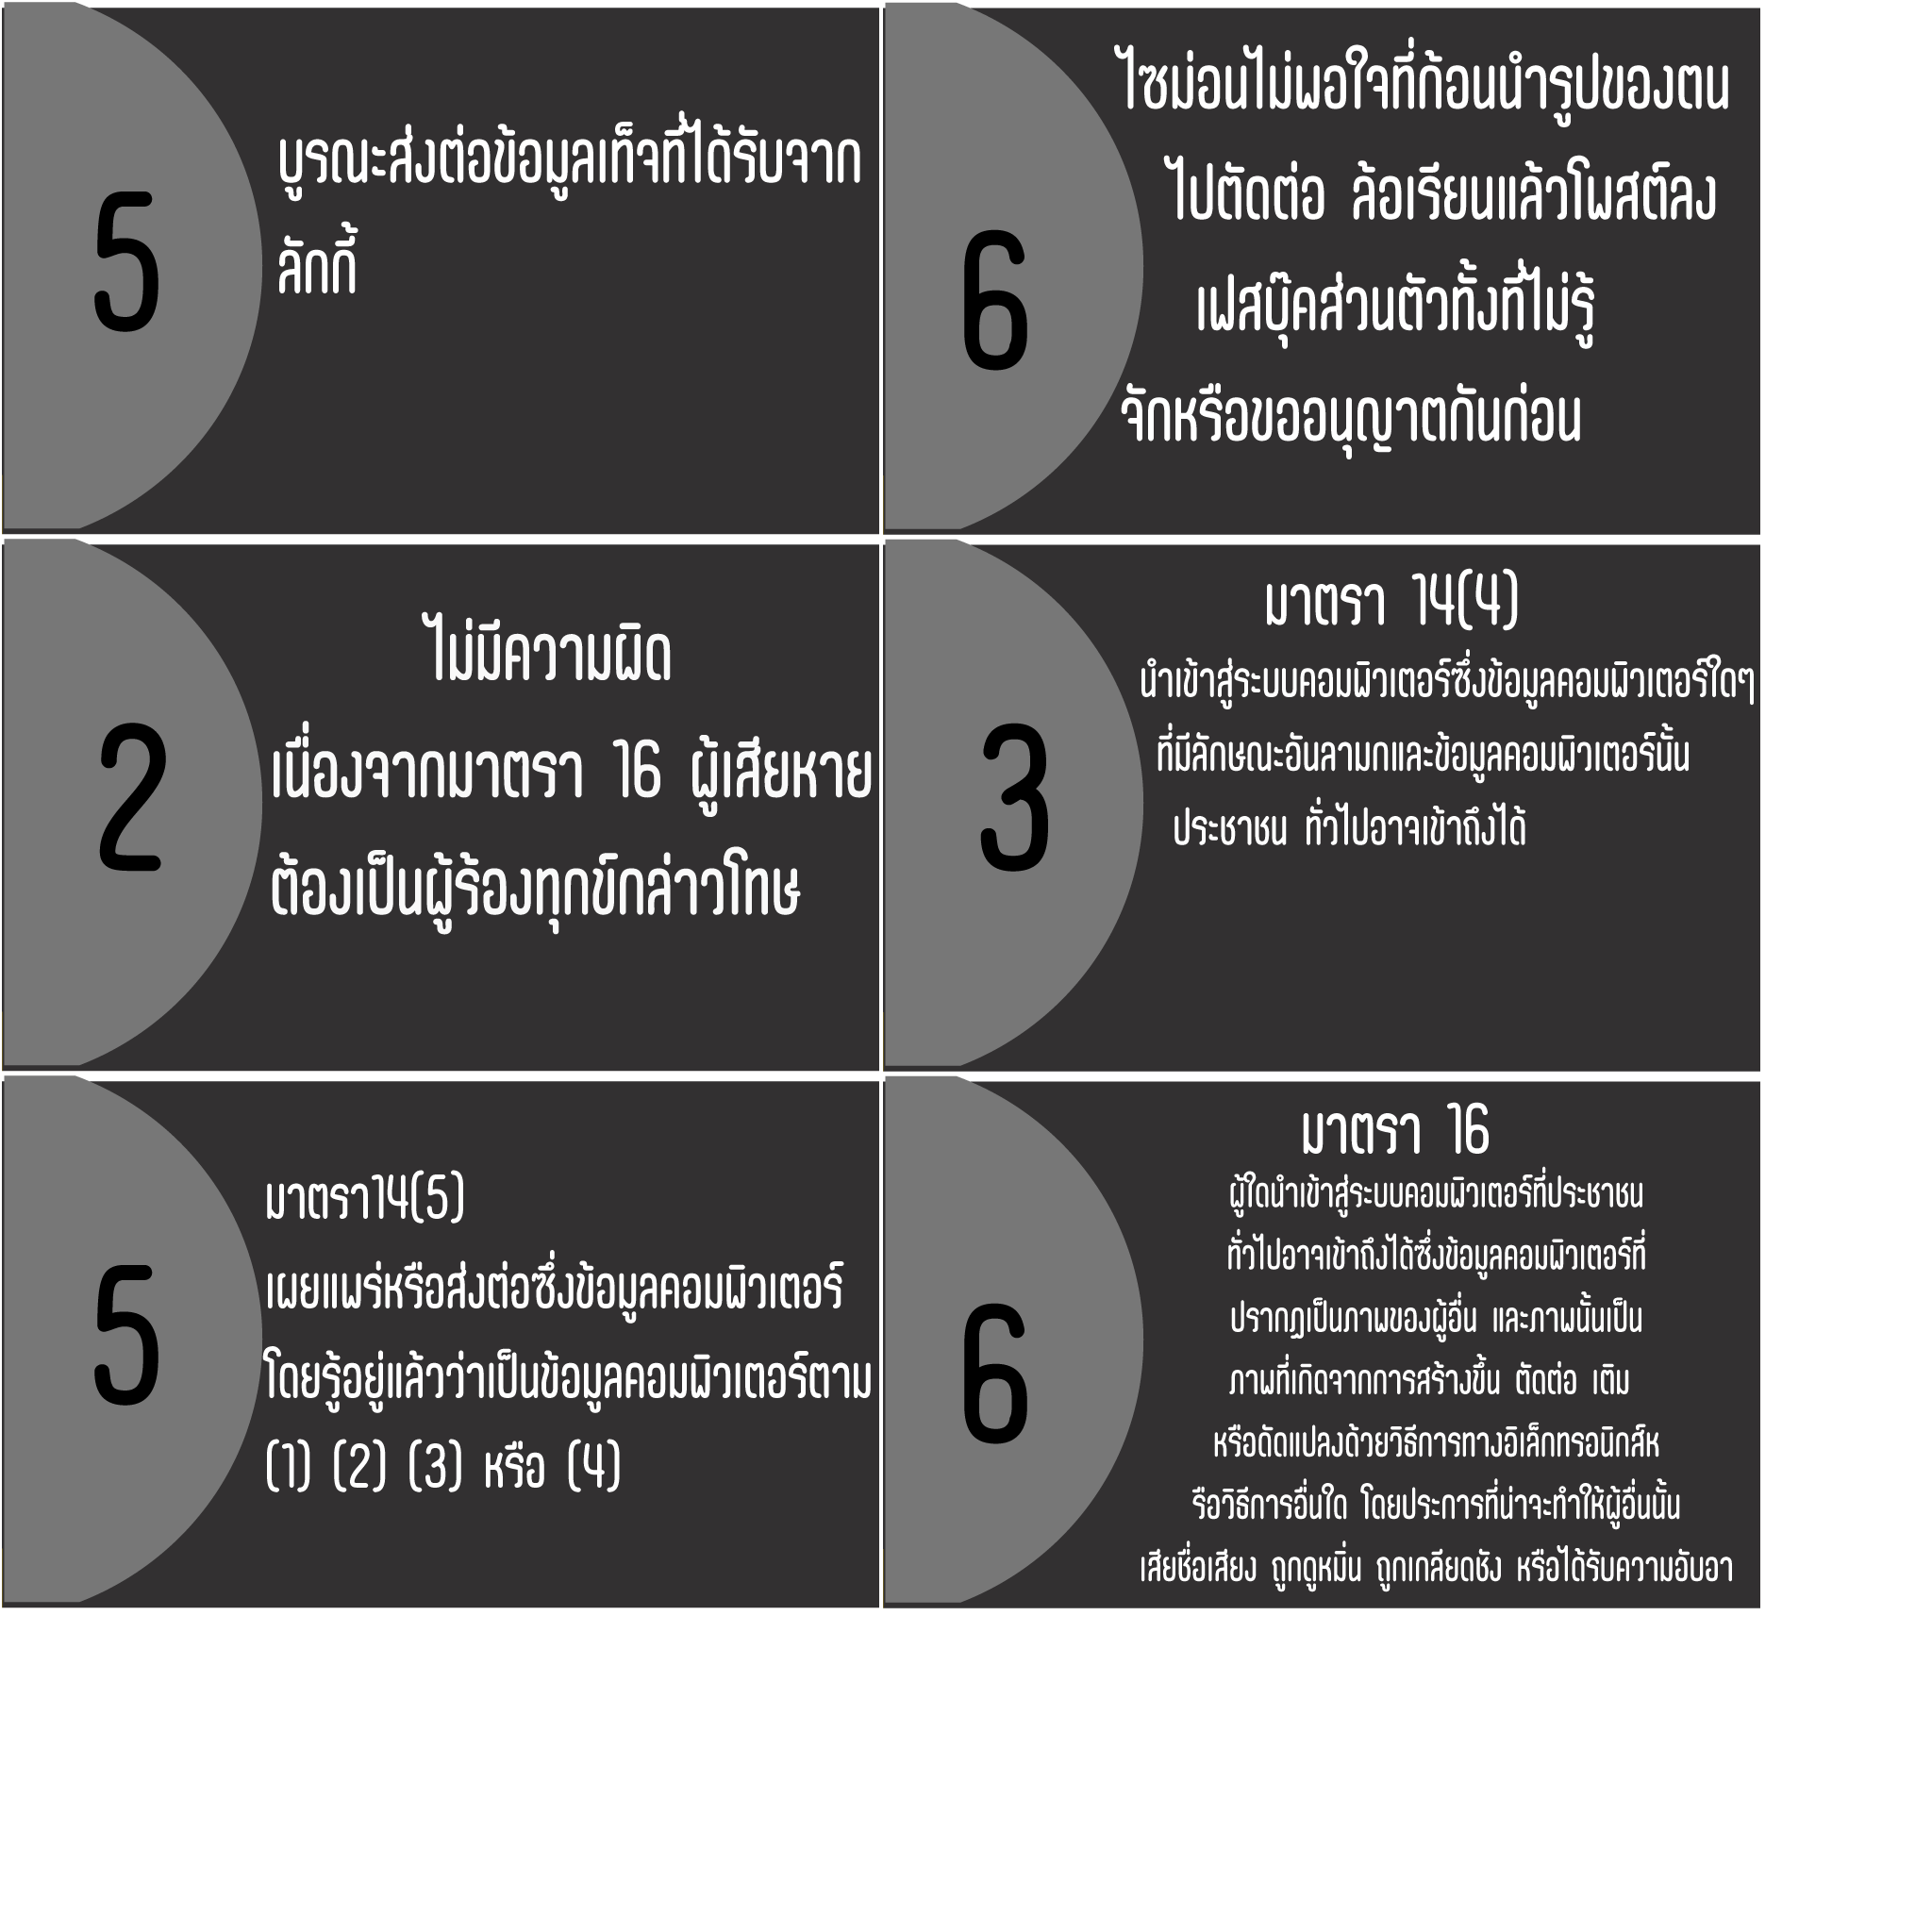 5
บูรณะส่งต่อข้อมูลเท็จที่ได้รับจาก
ลักกี้
6
ไซม่อนไม่พอใจที่ก้อนนำรูปของตน
ไปตัดต่อ ล้อเรียนแล้วโพสต์ลง
เฟสบุ๊คส่วนตัวทั้งที่ไม่รู้
จักหรือขออนุญาตกันก่อน
2
ไม่มีความผิด
เนื่องจากมาตรา 16 ผู้เสียหาย
ต้องเป็นผู้ร้องทุกข์กล่าวโทษ
3
มาตรา 14(4)
นำเข้าสู่ระบบคอมพิวเตอร์ซึ่งข้อมูลคอมพิวเตอร์ใดๆ
ที่มีลักษณะอันลามกและข้อมูลคอมพิวเตอร์นั้น
ประชาชน ทั่วไปอาจเข้าถึงได้
5
มาตรา14(5)
เผยแพร่หรือส่งต่อซึ่งข้อมูลคอมพิวเตอร์
โดยรู้อยู่แล้วว่าเป็นข้อมูลคอมพิวเตอร์ตาม
(1) (2) (3) หรือ (4)
6
มาตรา 16
ผู้ใดนำเข้าสู่ระบบคอมพิวเตอร์ที่ประชาชน
ทั่วไปอาจเข้าถึงได้ซึ่งข้อมูลคอมพิวเตอร์ที่
ปรากฏเป็นภาพของผู้อื่น และภาพนั้นเป็น
ภาพที่เกิดจากการสร้างขึ้น ตัดต่อ เติม
หรือดัดแปลงด้วยวิธีการทางอิเล็กทรอนิกส์ห
รือวิธีการอื่นใด โดยประการที่น่าจะทำให้ผู้อื่นนั้น
เสียชื่อเสียง ถูกดูหมิ่น ถูกเกลียดชัง หรือได้รับความอับอา